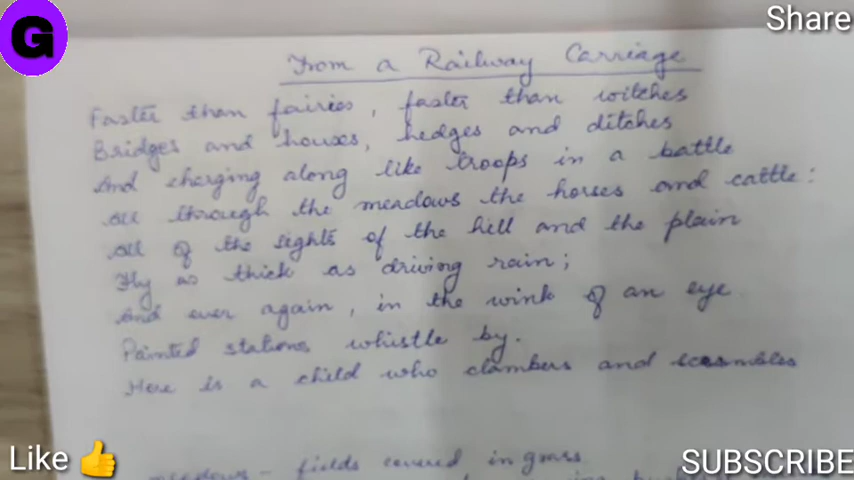 G
Share
From a Railway Carriage
Faster than fairies, faster than witches
Bridges and houses, hedges and ditches
And charging along like troops in a battle
All through the meadows the horses and cattle:
All of the sights of the hill and the plain
Fly as thick as driving rain;
And ever again, in the wink of an eye
Painted stations whistle by.
Here is a child who clambers and scrambles
meadows - fields covered in grass
Like 👍
SUBSCRIBE